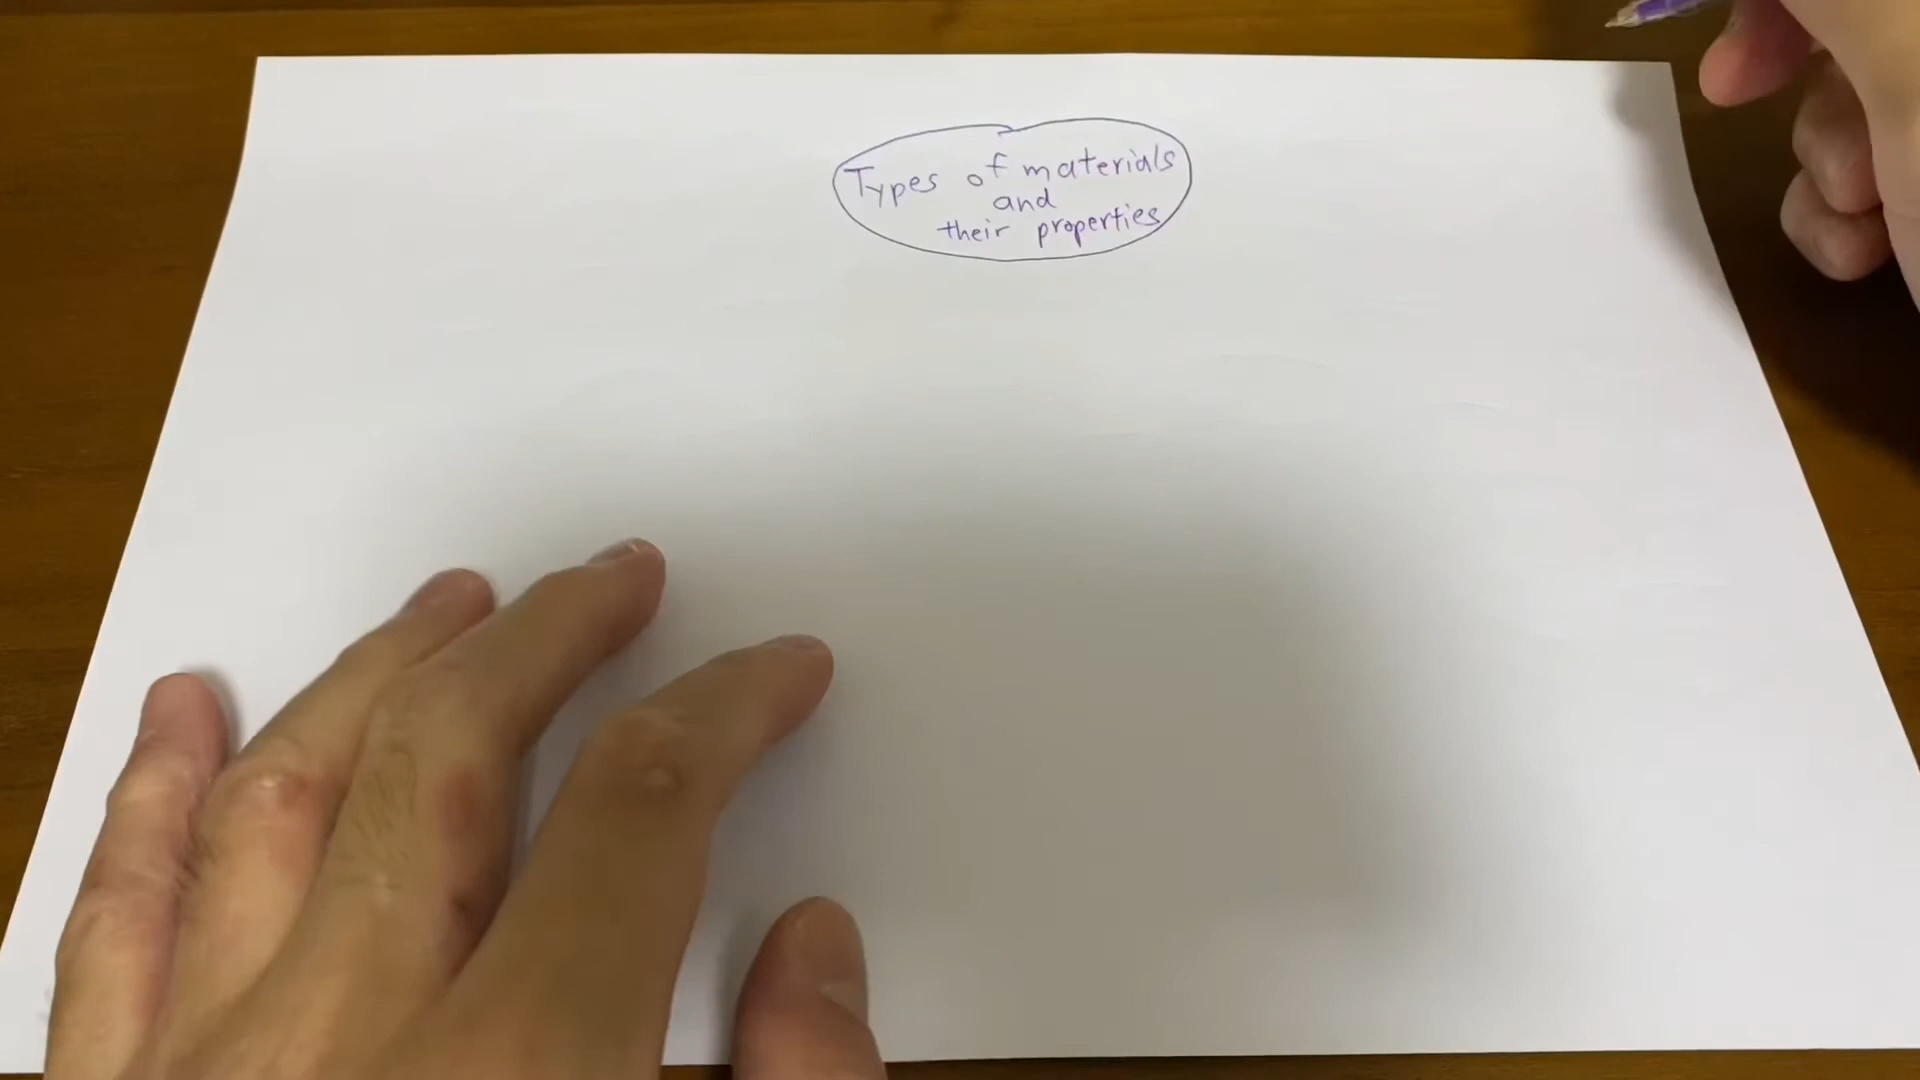 Types of materials
and
their properties